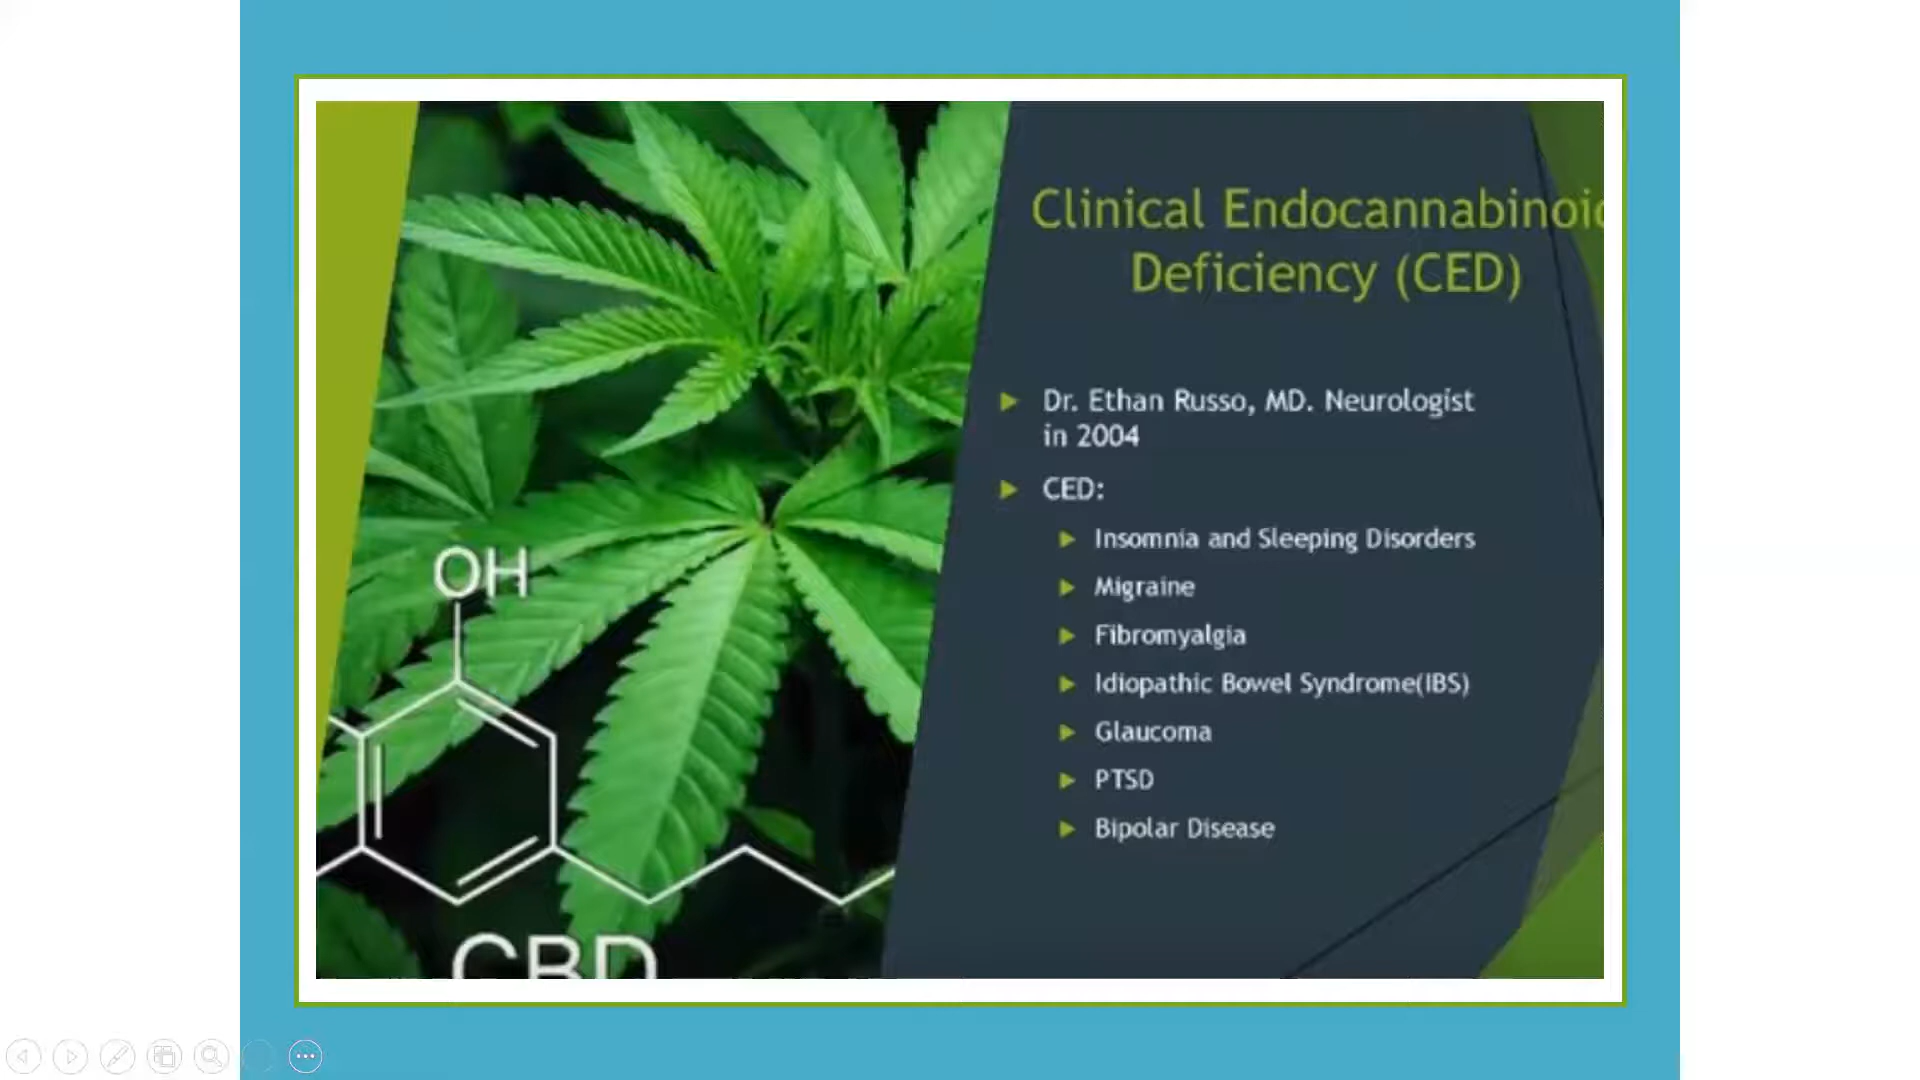 Clinical Endocannabinoid
Deficiency (CED)
Dr. Ethan Russo, MD. Neurologist
in 2004
CED:
Insomnia and Sleeping Disorders
Migraine
Fibromyalgia
Idiopathic Bowel Syndrome(IBS)
Glaucoma
PTSD
Bipolar Disease
OH
CBD